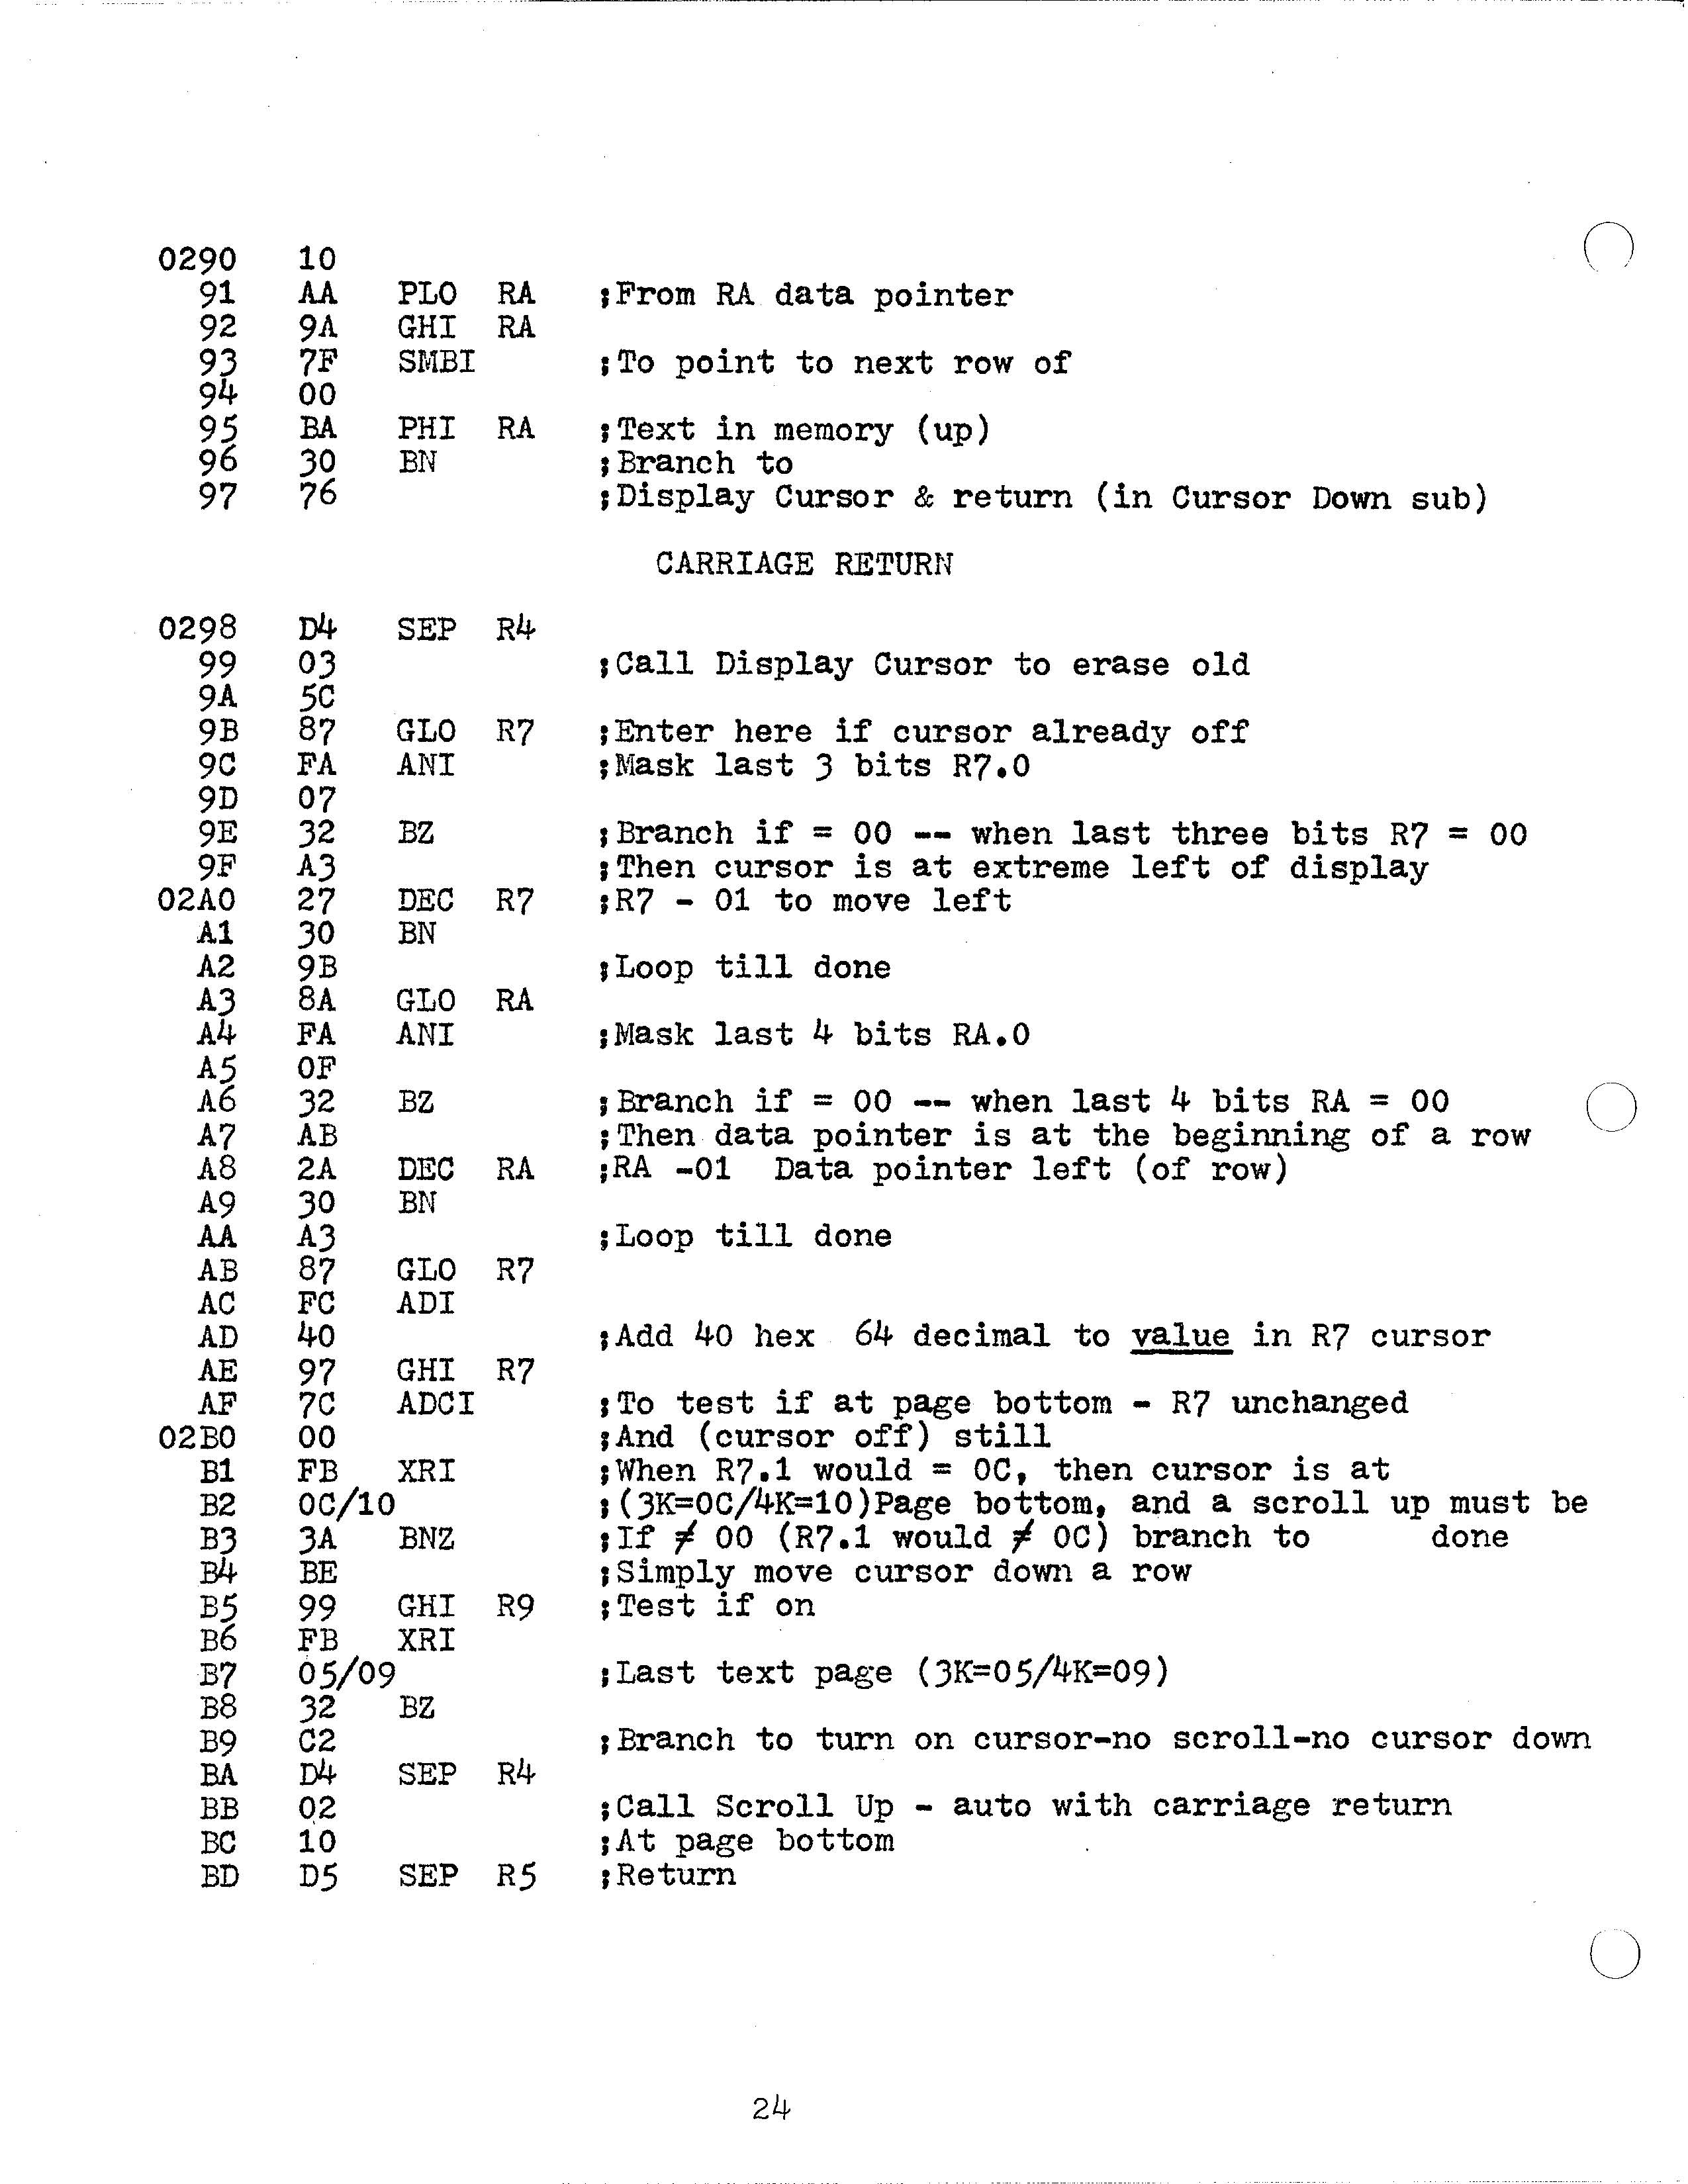 0290 10
91 AA PLO RA ;From RA data pointer
92 9A GHI RA
93 7F SMBI ;To point to next row of
94 00
95 BA PHI RA ;Text in memory (up)
96 30 BN ;Branch to
97 76 ;Display Cursor & return (in Cursor Down sub)
CARRIAGE RETURN
0298 D4 SEP R4
99 03 ;Call Display Cursor to erase old
9A 5C
9B 87 GLO R7 ;Enter here if cursor already off
9C FA ANI ;Mask last 3 bits R7.0
9D 07
9E 32 BZ ;Branch if = 00 -- when last three bits R7 = 00
9F A3 ;Then cursor is at extreme left of display
02A0 27 DEC R7 ;R7 - 01 to move left
A1 30 BN
A2 9B ;Loop till done
A3 8A GLO RA
A4 FA ANI ;Mask last 4 bits RA.0
A5 0F
A6 32 BZ ;Branch if = 00 -- when last 4 bits RA = 00
A7 AB ;Then data pointer is at the beginning of a row
A8 2A DEC RA ;RA -01 Data pointer left (of row)
A9 30 BN
AA A3 ;Loop till done
AB 87 GLO R7
AC FC ADI
AD 40 ;Add 40 hex 64 decimal to value in R7 cursor
AE 97 GHI R7
AF 7C ADCI ;To test if at page bottom - R7 unchanged
02B0 00 ;And (cursor off) still
B1 FB XRI ;When R7.1 would = 0C, then cursor is at
B2 0C/10 ;(3K=0C/4K=10)Page bottom, and a scroll up must be
B3 3A BNZ ;If ≠ 00 (R7.1 would ≠ 0C) branch to done
B4 BE ;Simply move cursor down a row
B5 99 GHI R9 ;Test if on
B6 FB XRI
B7 05/09 ;Last text page (3K=05/4K=09)
B8 32 BZ
B9 C2 ;Branch to turn on cursor-no scroll-no cursor down
BA D4 SEP R4
BB 02 ;Call Scroll Up - auto with carriage return
BC 10 ;At page bottom
BD D5 SEP R5 ;Return
24